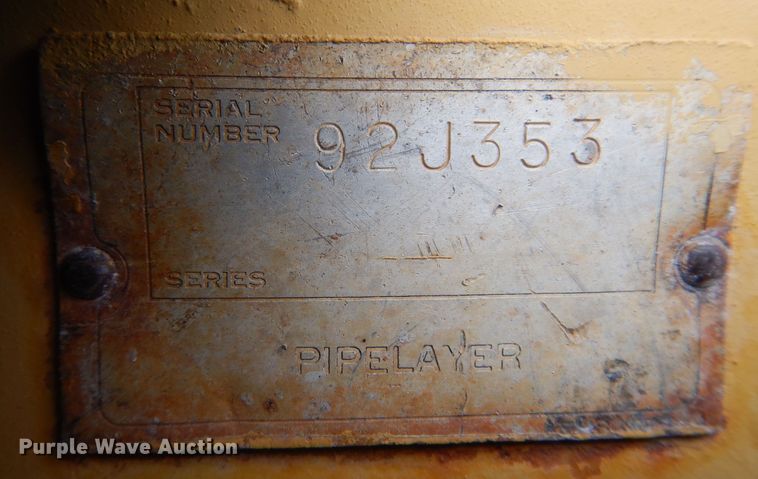 SERIAL
NUMBER 92J353
SERIES
PIPELAYER
Purple Wave Auction